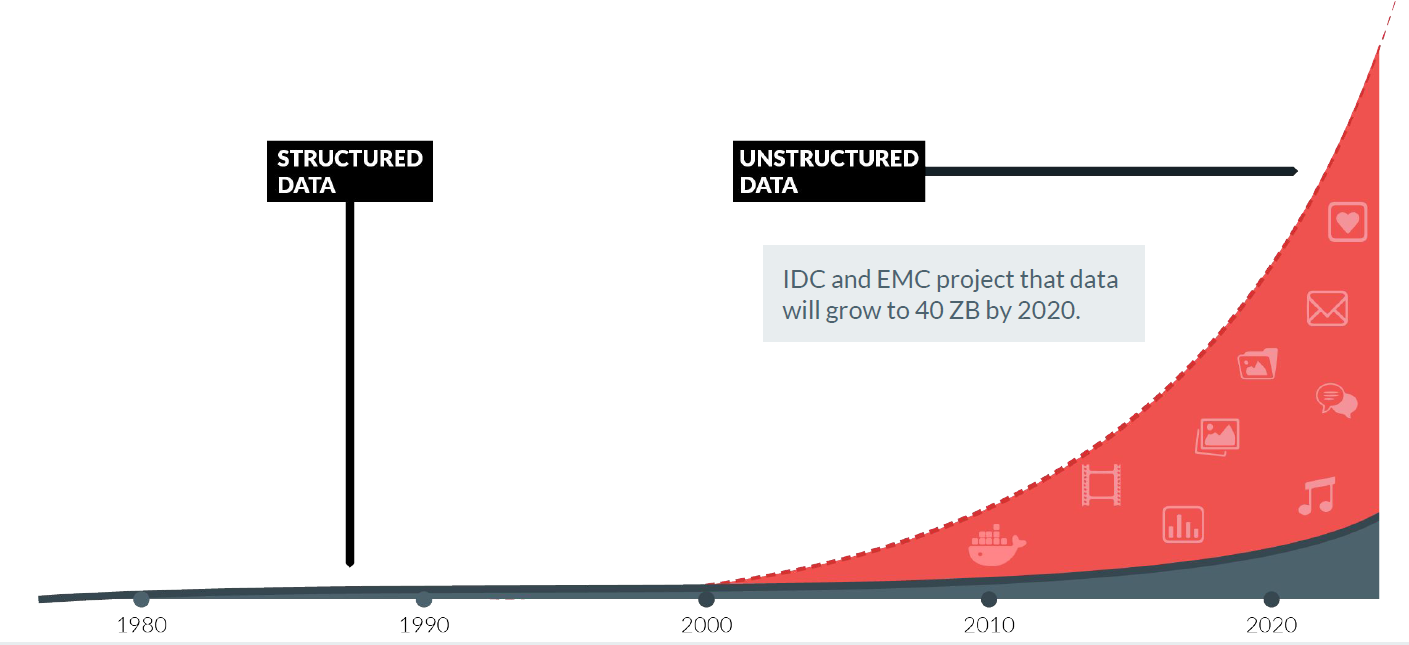 STRUCTURED
DATA
UNSTRUCTURED
DATA
IDC and EMC project that data
will grow to 40 ZB by 2020.
1980
1990
2000
2010
2020